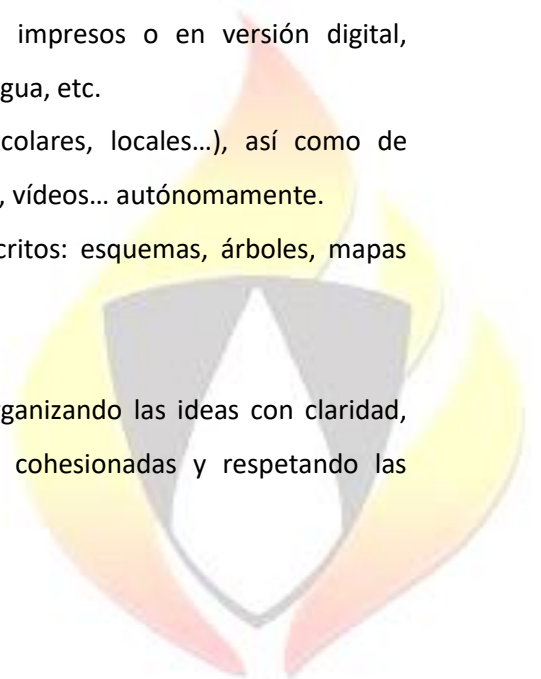 impresos o en versión digital,
gua, etc.
colares, locales…), así como de
, vídeos… autónomamente.
critos: esquemas, árboles, mapas
rganizando las ideas con claridad,
cohesionadas y respetando las